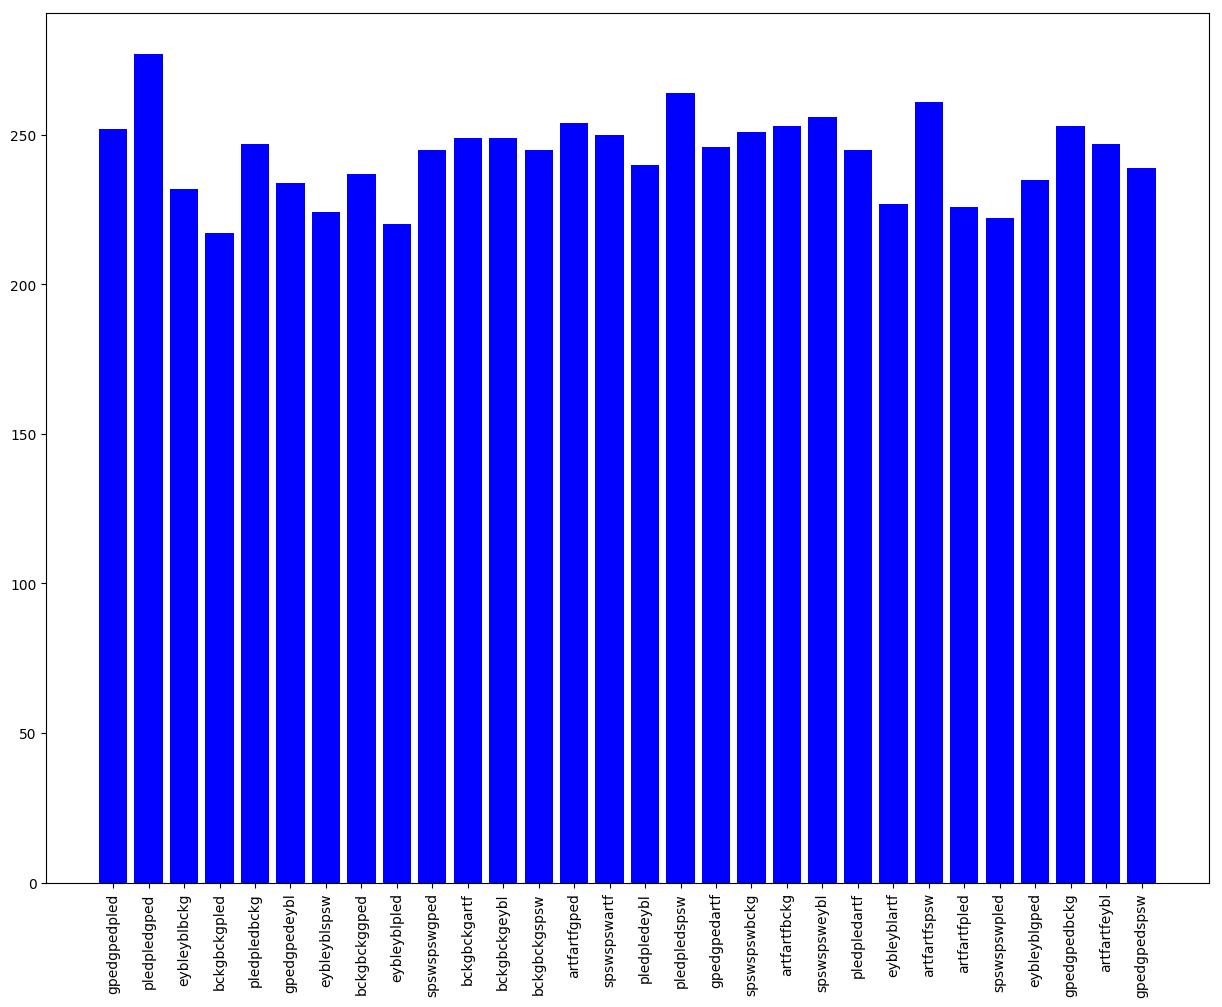 250
200
150
100
50
0
gpedgpedpled
pledpledgped
eybleyblbckg
bckgbckgpled
pledpledbckg
gpedgpedeybl
eybleyblspsw
bckgbckggped
eybleyblpled
spswspswgped
bckgbckgartf
bckgbckgeybl
bckgbckgspsw
artfartfgped
spswspswartf
pledpledeybl
pledpledspsw
gpedgpedartf
spswspswbckg
artfartfbckg
spswspsweybl
pledpledartf
eybleyblartf
artfartfspsw
artfartfpled
spswspswpled
eybleyblgped
gpedgpedbckg
artfartfeybl
gpedgpedspsw